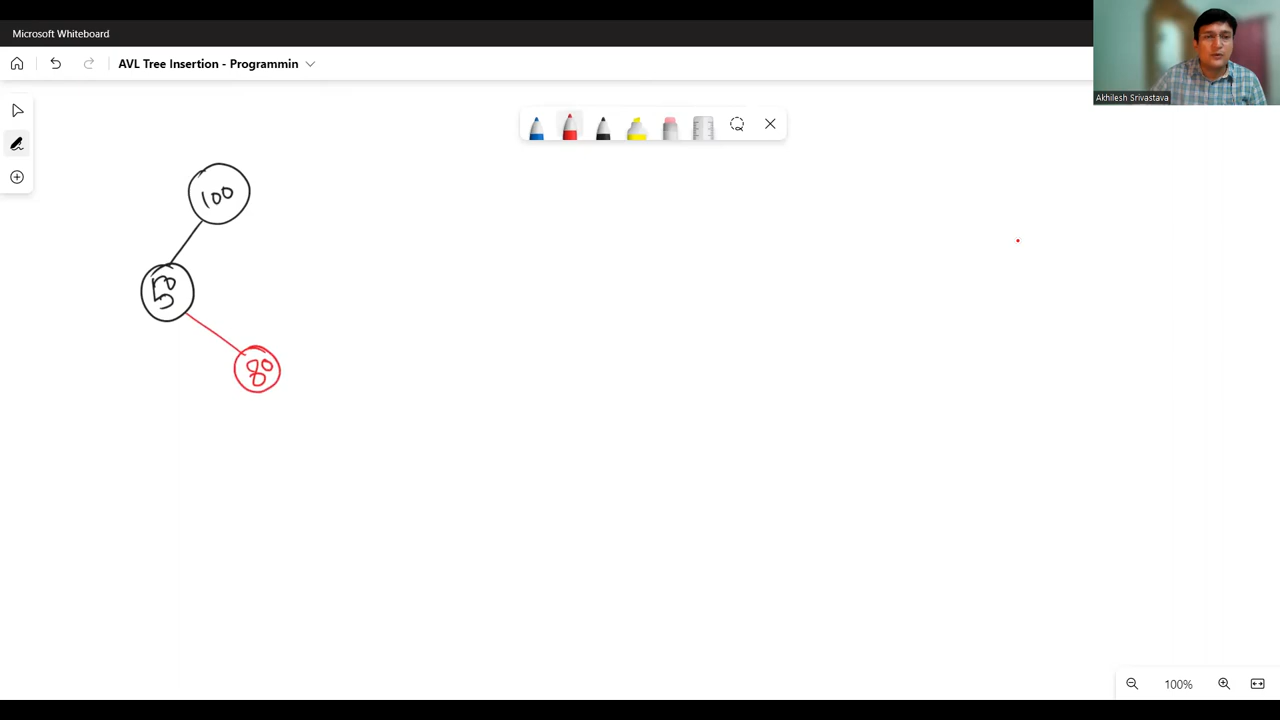 Microsoft Whiteboard
AVL Tree Insertion - Programmin
Akhilesh Srivastava
100
50
80
100%